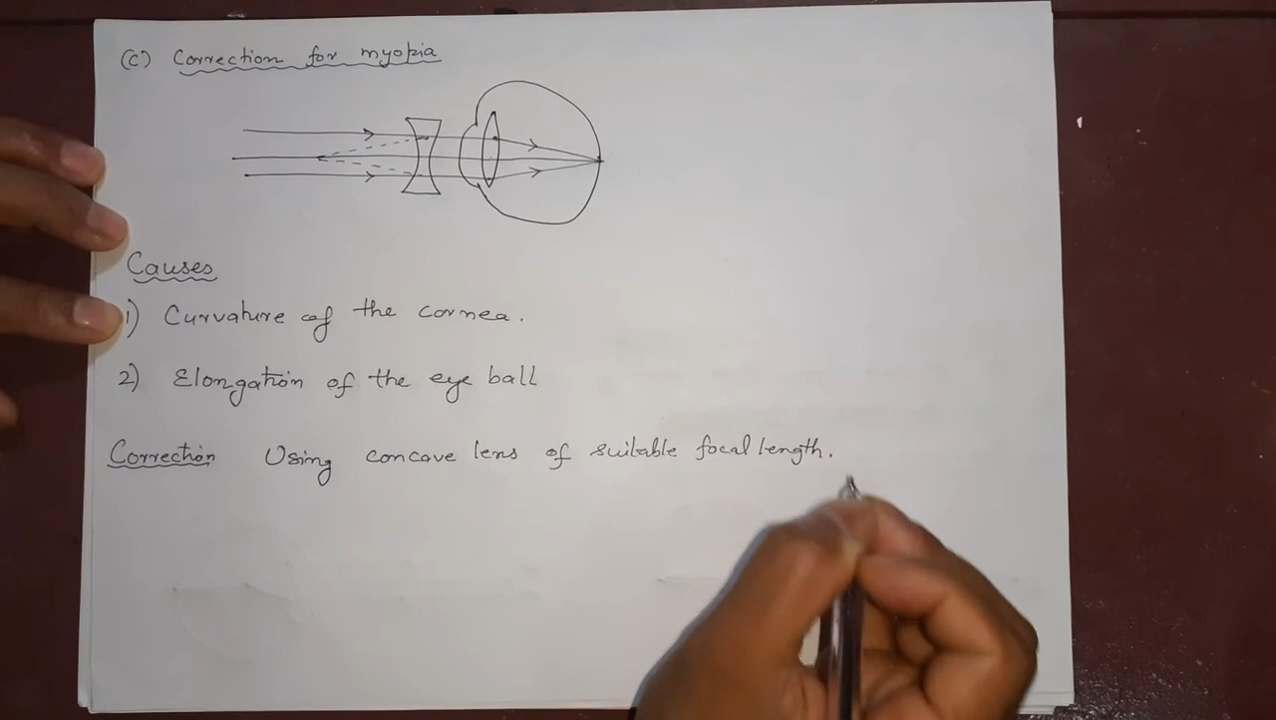 (C) Correction for myopia
Causes
1) Curvature of the cornea.
2) Elongation of the eye ball
Correction Using concave lens of suitable focal length.